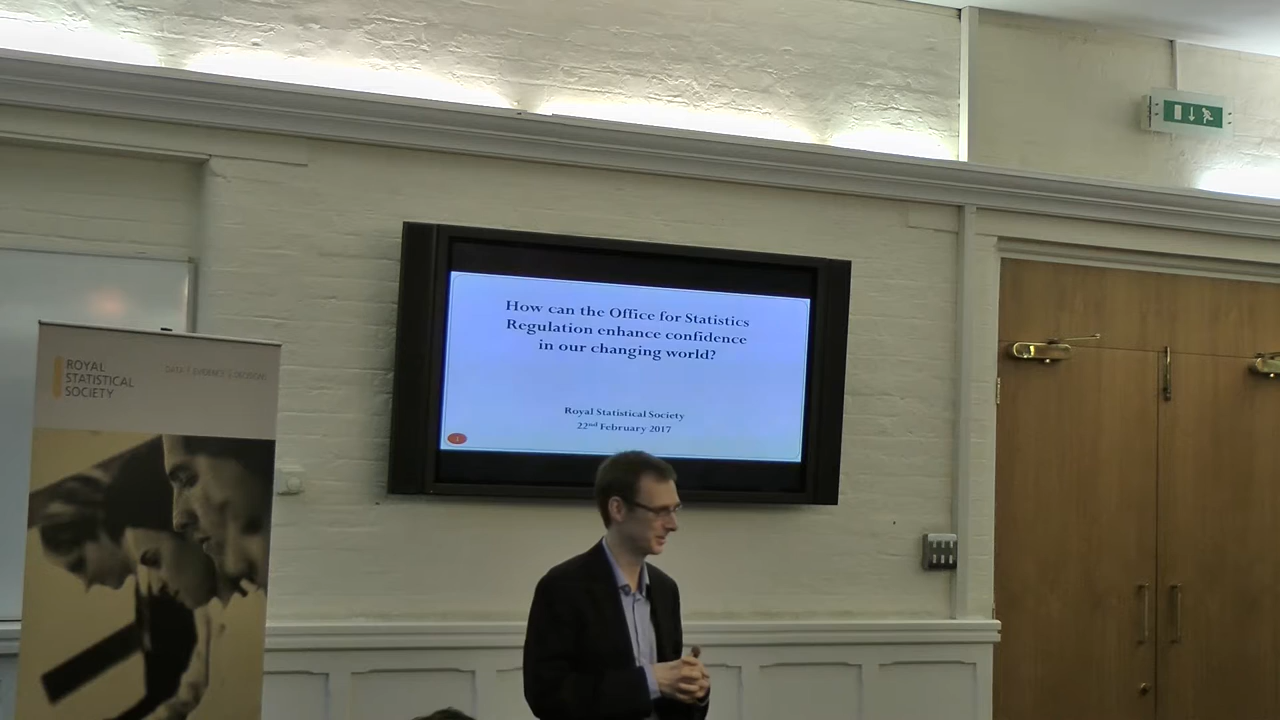 How can the Office for Statistics
Regulation enhance confidence
in our changing world?
Royal Statistical Society
22nd February 2017
ROYAL
STATISTICAL
SOCIETY
DATA | EVIDENCE | DECISIONS